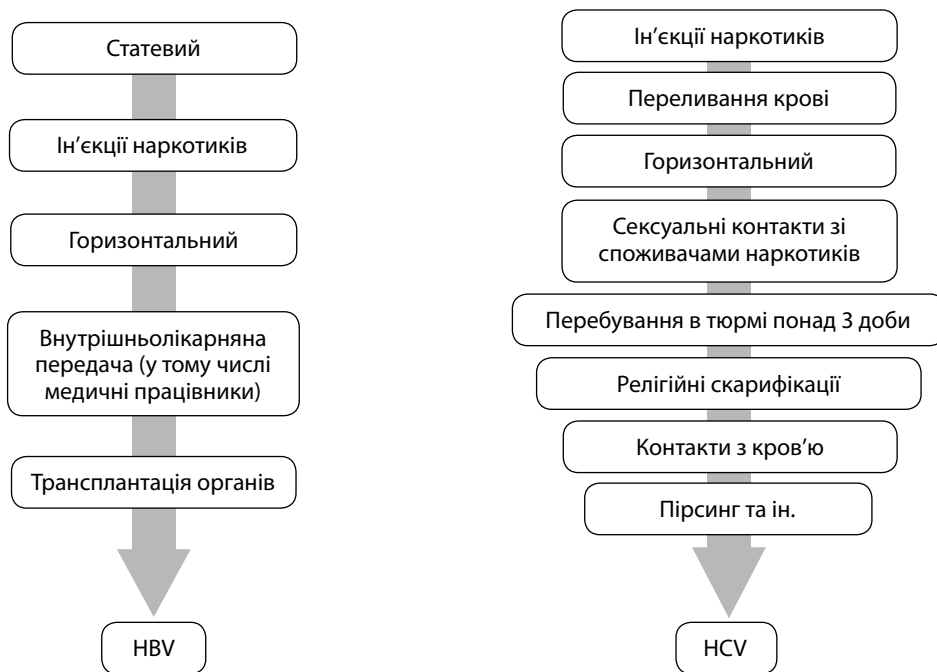 Статевий
Ін’єкції наркотиків
Горизонтальний
Внутрішньолікарняна
передача (у тому числі
медичні працівники)
Трансплантація органів
HBV
Ін’єкції наркотиків
Переливання крові
Горизонтальний
Сексуальні контакти зі
споживачами наркотиків
Перебування в тюрмі понад 3 доби
Релігійні скарифікації
Контакти з кров’ю
Пірсинг та ін.
HCV